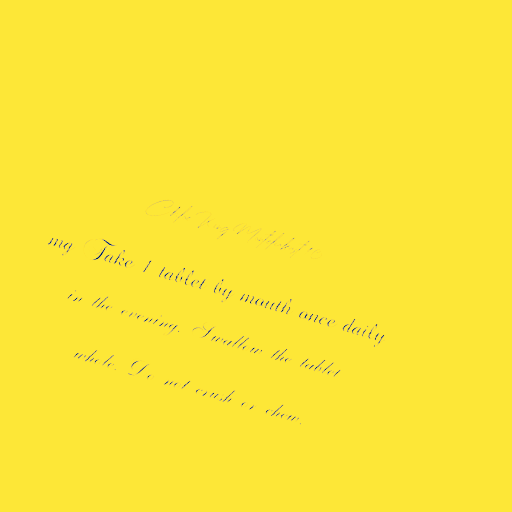 mg Take 1 tablet by mouth once daily
in the evening. Swallow the tablet
whole. Do not crush or chew.